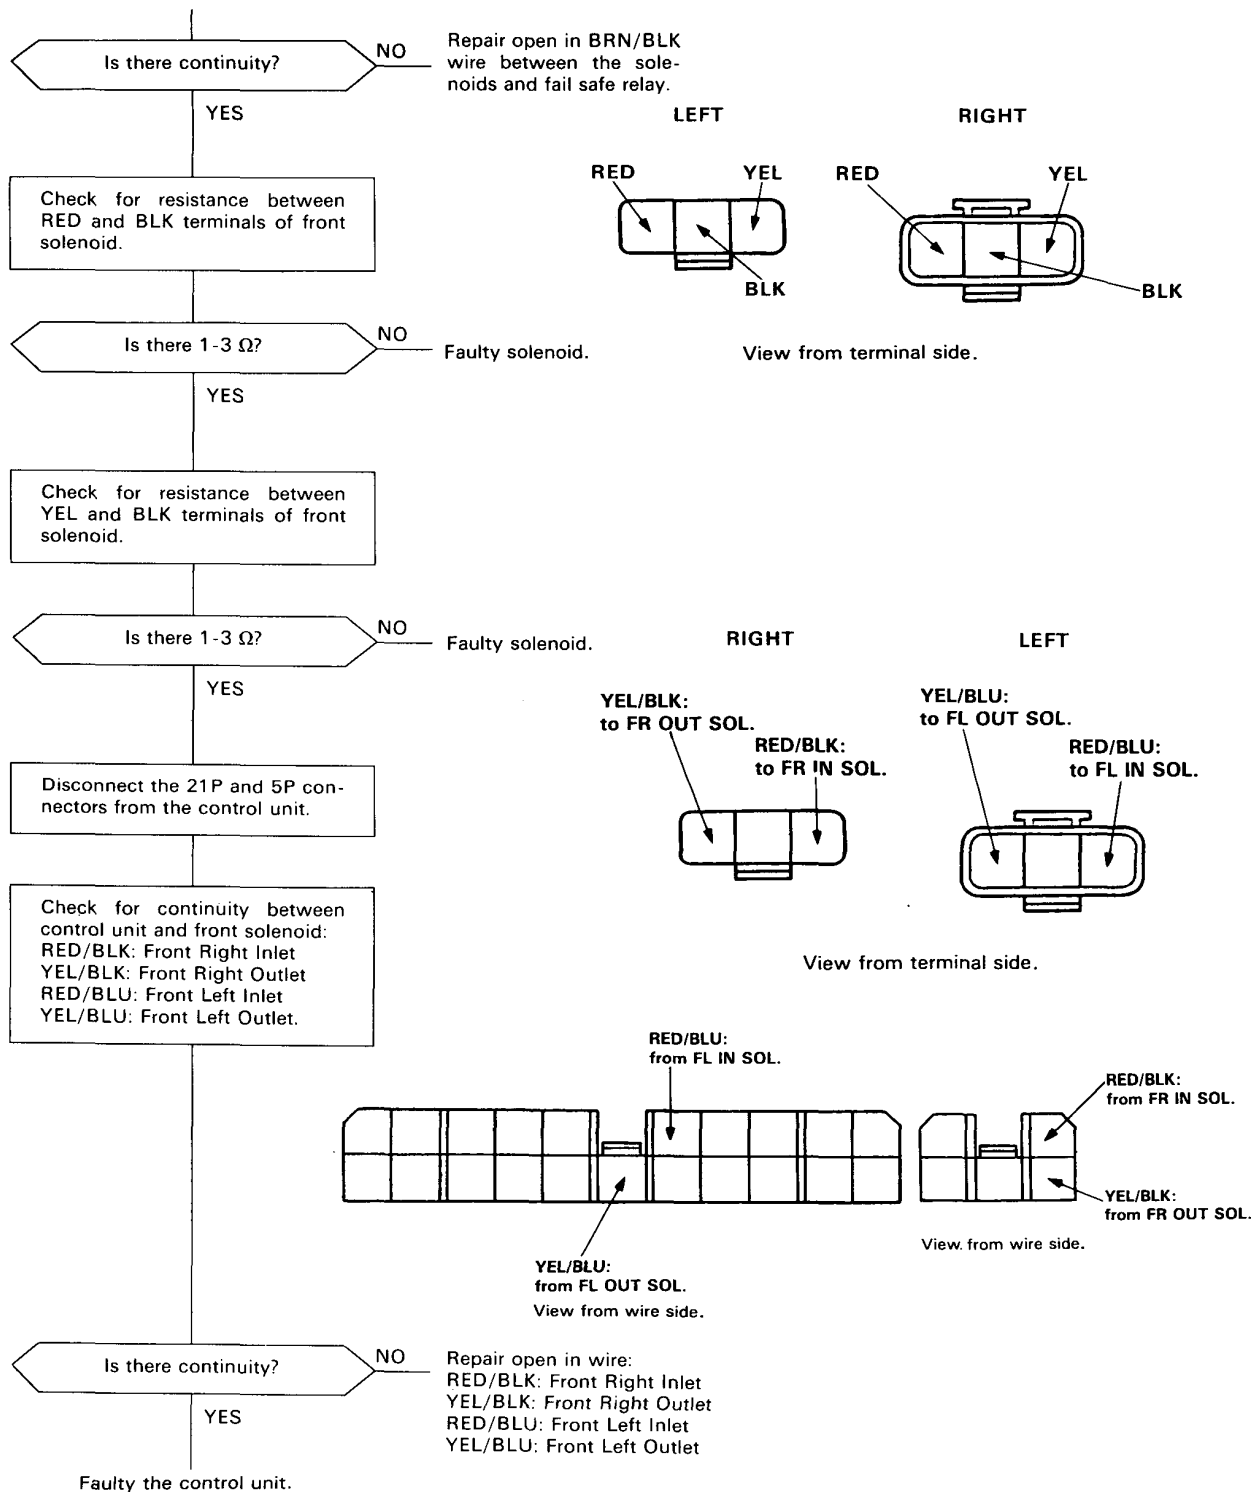 Is there continuity?
NO
Repair open in BRN/BLK
wire between the sole-
noids and fail safe relay.
YES
LEFT
RIGHT
RED
YEL
RED
YEL
BLK
BLK
Check for resistance between
RED and BLK terminals of front
solenoid.
Is there 1-3 Ω?
NO
Faulty solenoid.
View from terminal side.
YES
Check for resistance between
YEL and BLK terminals of front
solenoid.
Is there 1-3 Ω?
NO
Faulty solenoid.
RIGHT
LEFT
YES
YEL/BLK:
to FR OUT SOL.
RED/BLK:
to FR IN SOL.
YEL/BLU:
to FL OUT SOL.
RED/BLU:
to FL IN SOL.
Disconnect the 21P and 5P con-
nectors from the control unit.
Check for continuity between
control unit and front solenoid:
RED/BLK: Front Right Inlet
YEL/BLK: Front Right Outlet
RED/BLU: Front Left Inlet
YEL/BLU: Front Left Outlet.
View from terminal side.
RED/BLU:
from FL IN SOL.
RED/BLK:
from FR IN SOL.
YEL/BLK:
from FR OUT SOL.
View. from wire side.
YEL/BLU:
from FL OUT SOL.
View from wire side.
Is there continuity?
NO
Repair open in wire:
RED/BLK: Front Right Inlet
YEL/BLK: Front Right Outlet
RED/BLU: Front Left Inlet
YEL/BLU: Front Left Outlet
YES
Faulty the control unit.